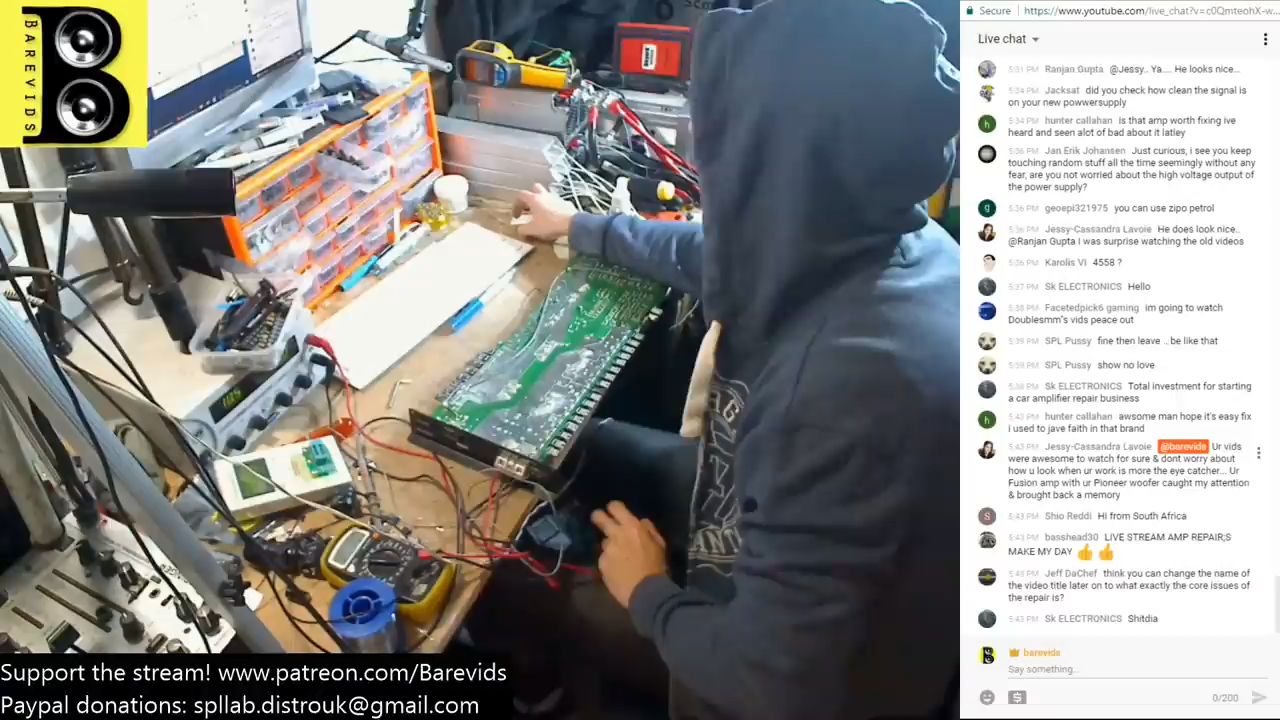 BAREVIDS
Secure
https://www.youtube.com/live_chat?v=c0QmteohX-w...
Live chat
5:31 PM Ranjan Gupta @Jessy.. Ya.... He looks nice...
5:34 PM Jacksat did you check how clean the signal is
on your new powwersupply
5:34 PM hunter callahan is that amp worth fixing ive
heard and seen alot of bad about it latley
5:36 PM Jan Erik Johansen Just curious, i see you keep
touching random stuff all the time seemingly without any
fear, are you not worried about the high voltage output of
the power supply?
5:36 PM geoepi321975 you can use zipo petrol
5:36 PM Jessy-Cassandra Lavoie He does look nice..
@Ranjan Gupta I was surprise watching the old videos
5:36 PM Karolis Vi 4558 ?
5:37 PM Sk ELECTRONICS Hello
5:38 PM Facetedpick6 gaming im going to watch
Doublesmm"s vids peace out
5:39 PM SPL Pussy fine then leave .. be like that
5:39 PM SPL Pussy show no love
5:38 PM Sk ELECTRONICS Total investment for starting
a car amplifier repair business
5:43 PM hunter callahan awsome man hope it's easy fix
i used to jave faith in that brand
5:43 PM Jessy-Cassandra Lavoie @barevids Ur vids
were awesome to watch for sure & dont worry about
how u look when ur work is more the eye catcher... Ur
Fusion amp with ur Pioneer woofer caught my attention
& brought back a memory
5:43 PM Shio Reddi Hi from South Africa
5:43 PM basshead30 LIVE STREAM AMP REPAIR;S
MAKE MY DAY 👍 👍
5:43 PM Jeff DaChef think you can change the name of
the video title later on to what exactly the core issues of
the repair is?
5:43 PM Sk ELECTRONICS Shitdia
barevids
Say something...
0/200
Support the stream! www.patreon.com/Barevids
Paypal donations: spllab.distrouk@gmail.com